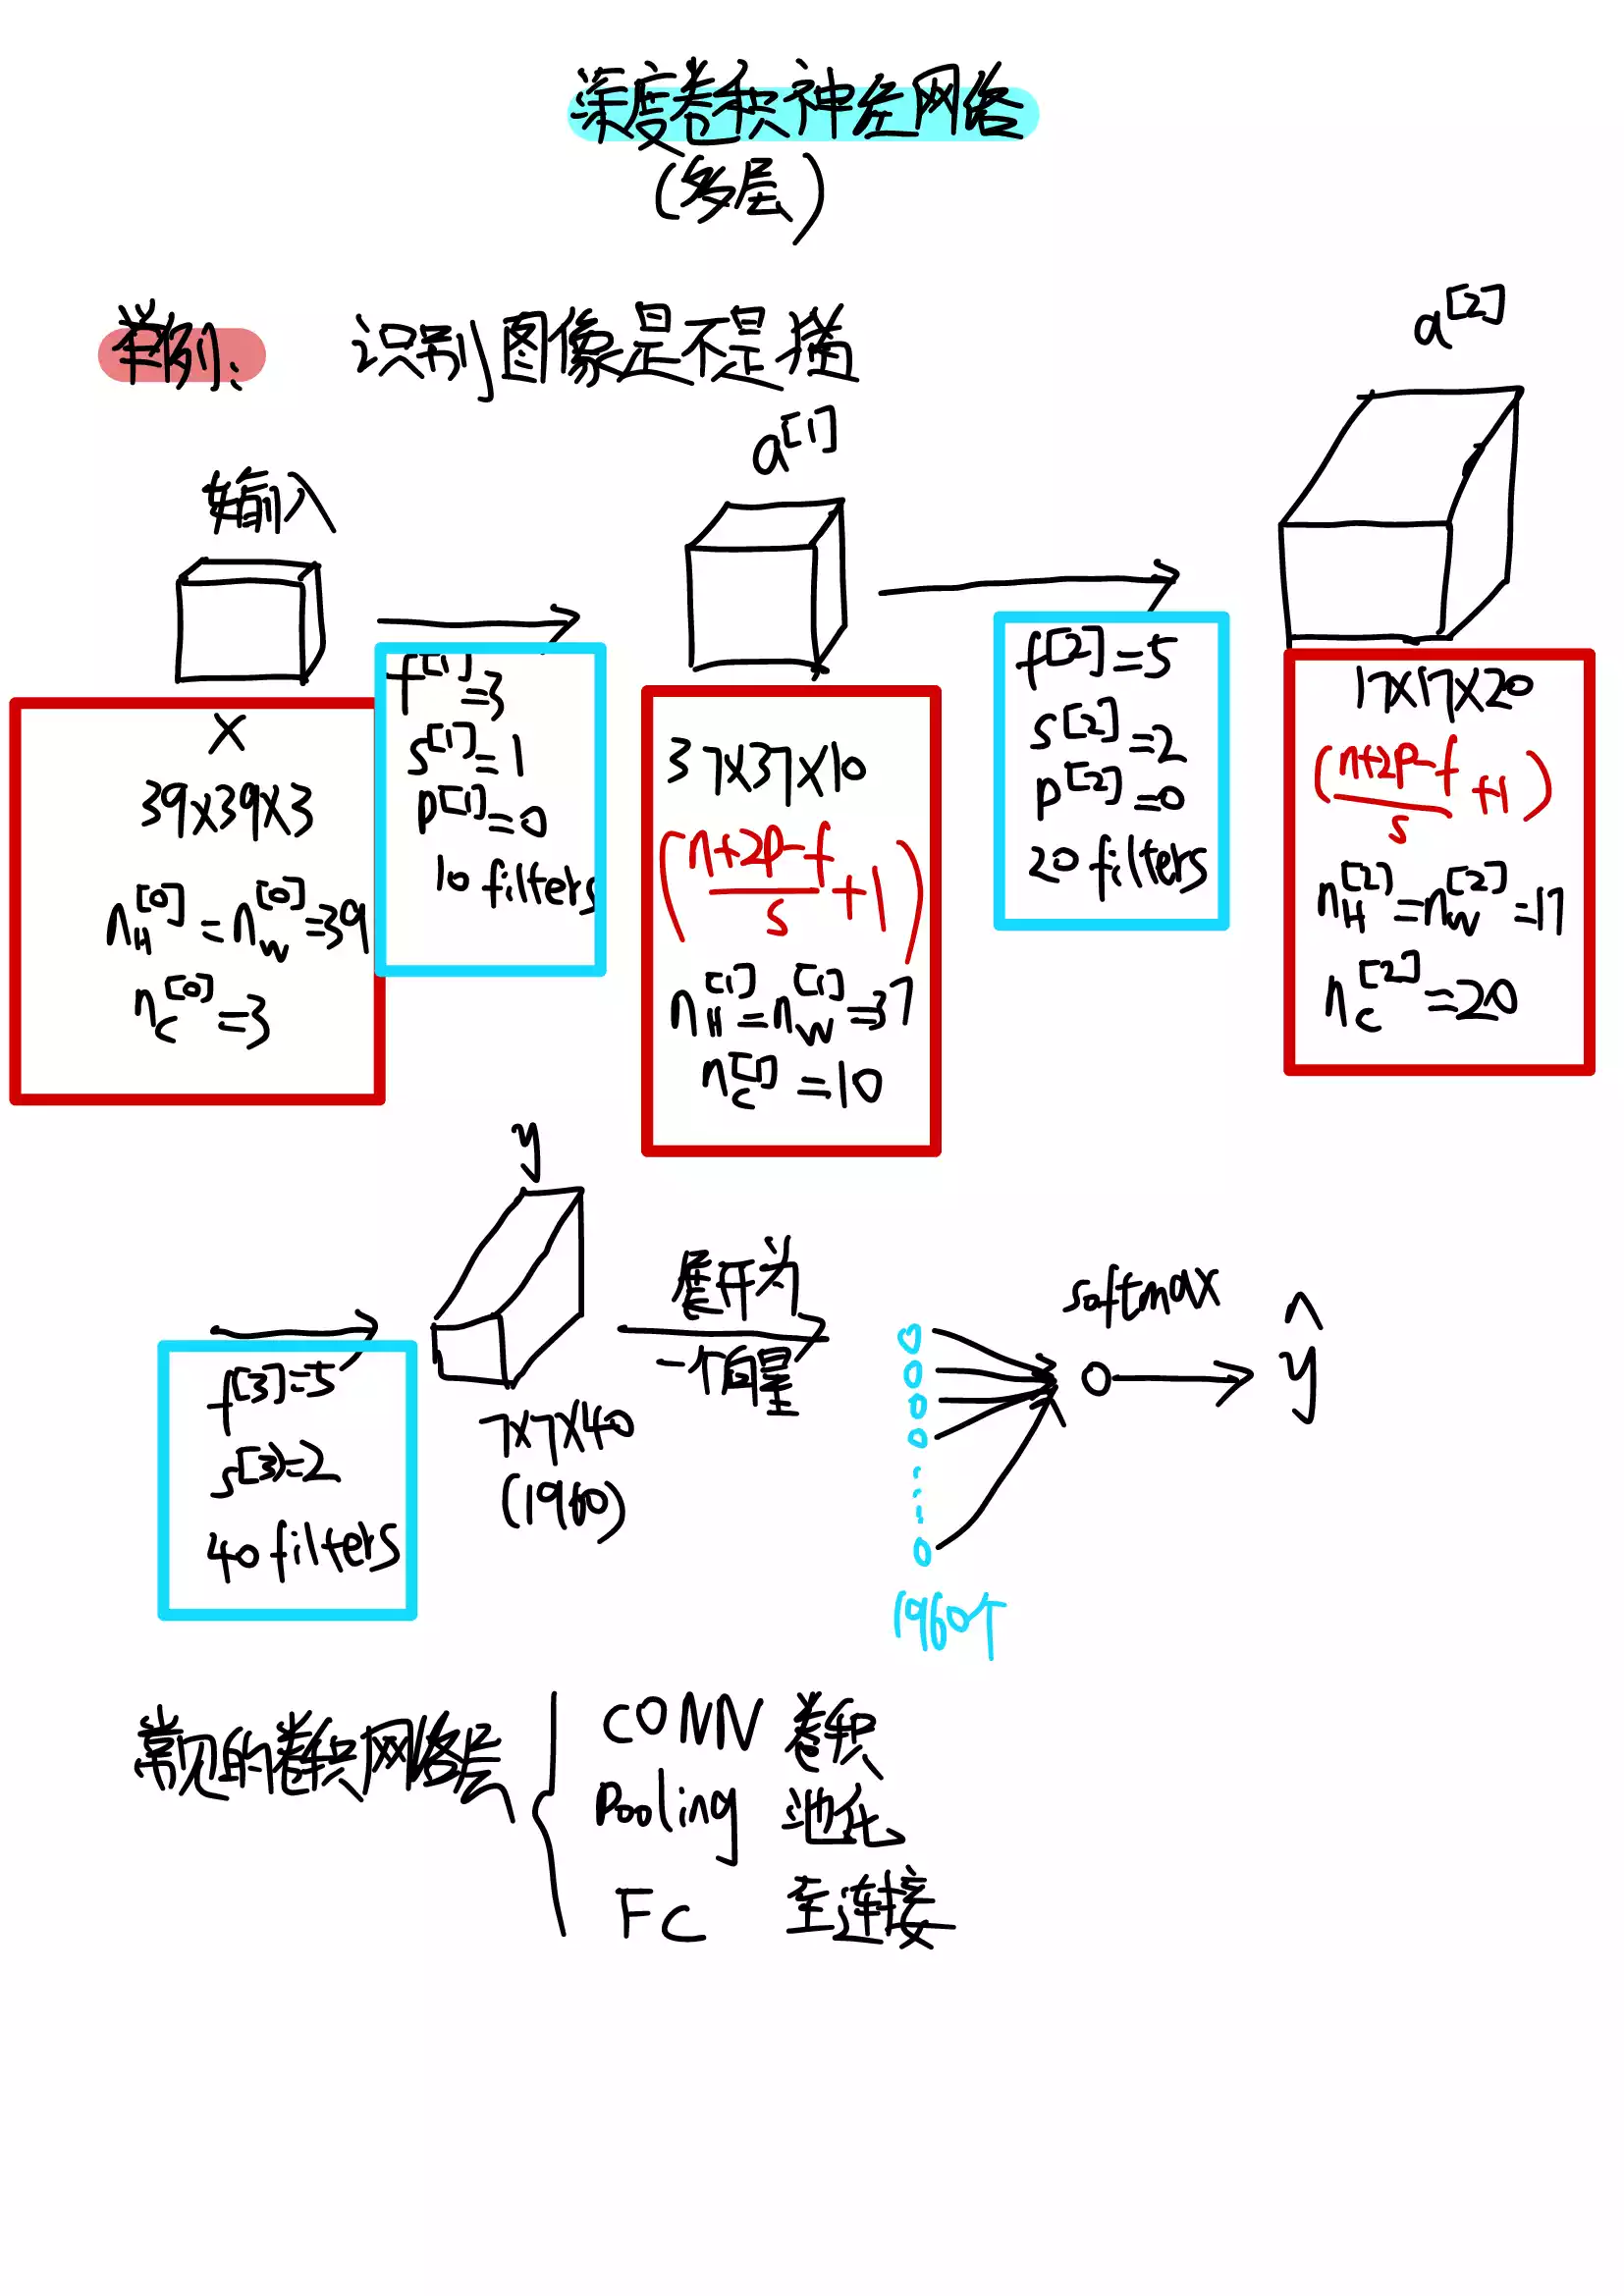 深度卷积神经网络
(多层)
举例: 识别图像是不是猫
输入
X
39x39x3
n_H^[0]=n_W^[0]=39
n_C^[0]=3
f^[1]=3
s^[1]=1
p^[1]=0
10 filters
a^[1]
37x37x10
((n+2p-f)/s+1)
n_H^[1]=n_W^[1]=37
n_C^[1]=10
f^[2]=5
s^[2]=2
p^[2]=0
20 filters
a^[2]
17x17x20
((n+2p-f)/s+1)
n_H^[2]=n_W^[2]=17
n_C^[2]=20
f[3]=5
s[3]=2
40 filters
y
7x7x40
(1960)
展开为
一个向量
1960个
softmax
ŷ
常见的卷积网络层
CONN 卷积
Pooling 池化
FC 全连接